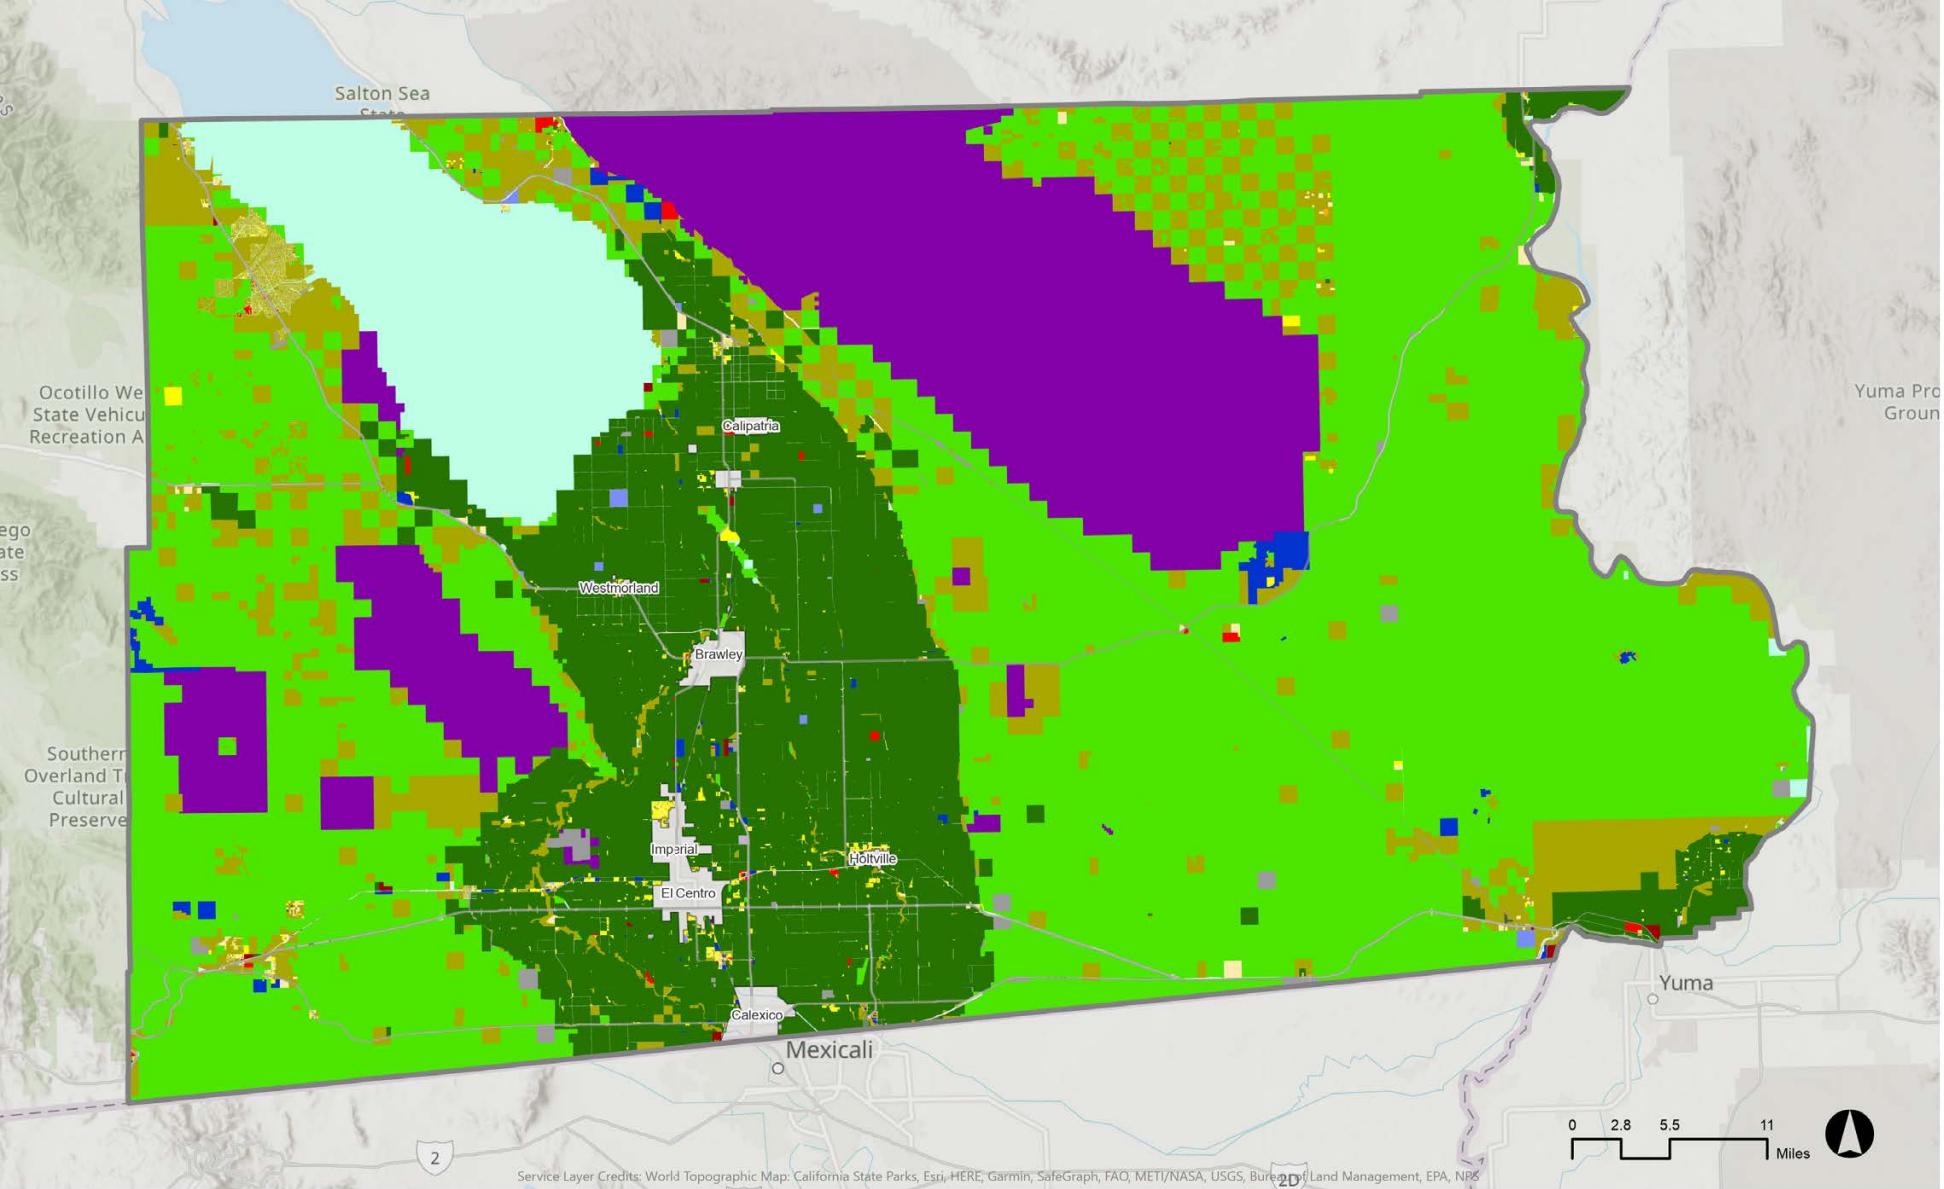 Salton Sea
State
Ocotillo We
State Vehicu
Recreation A
Yuma Pro
Groun
Calipatria
ego
ate
ss
Westmorland
Brawley
Southern
Overland T
Cultural
Preserve
Imperial
Holtville
El Centro
Yuma
Calexico
Mexicali
0 2.8 5.5 11
Miles
2
2D
Service Layer Credits: World Topographic Map: California State Parks, Esri, HERE, Garmin, SafeGraph, FAO, METI/NASA, USGS, Bureau of Land Management, EPA, NPS